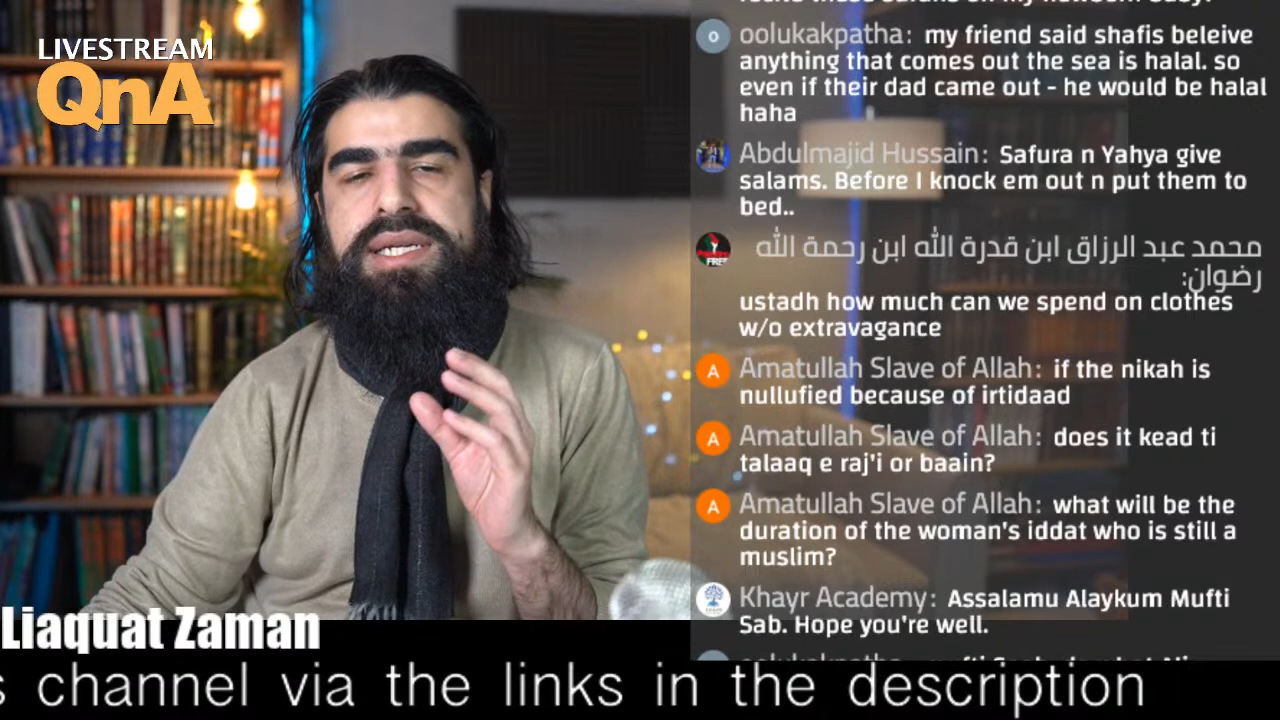 LIVESTREAM
QnA
oolukakpatha: my friend said shafis beleive
anything that comes out the sea is halal. so
even if their dad came out - he would be halal
haha
Abdulmajid Hussain: Safura n Yahya give
salams. Before I knock em out n put them to
bed..
محمد عبد الرزاق ابن قدرة الله ابن رحمة الله
رضوان:
ustadh how much can we spend on clothes
w/o extravagance
A Amatullah Slave of Allah: if the nikah is
nullufied because of irtidaad
A Amatullah Slave of Allah: does it kead ti
talaaq e raj'i or baain?
A Amatullah Slave of Allah: what will be the
duration of the woman's iddat who is still a
muslim?
Khayr Academy: Assalamu Alaykum Mufti
Sab. Hope you're well.
Liaquat Zaman
channel via the links in the description